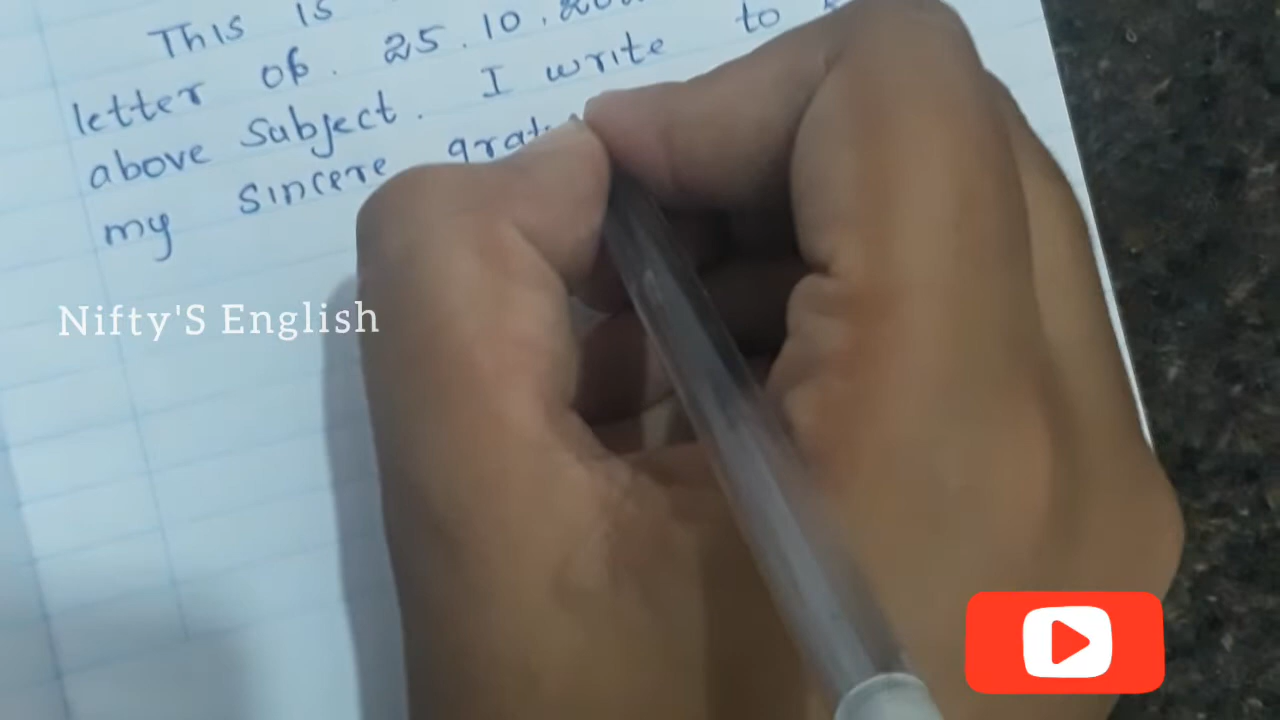 This is
letter of. 25.10.
above Subject. I write to
my sincere
Nifty'S English